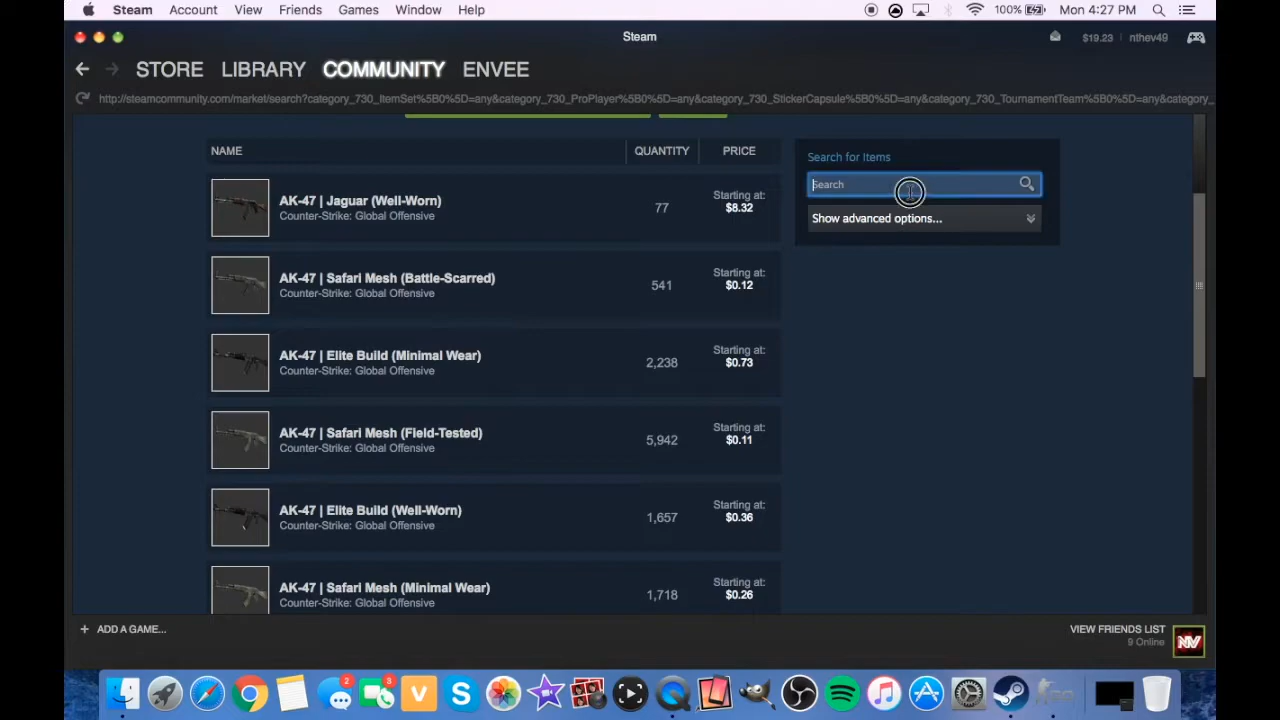 Steam Account View Friends Games Window Help 100% Mon 4:27 PM
Steam
$19.23 nthev49
STORE LIBRARY COMMUNITY ENVEE
http://steamcommunity.com/market/search?category_730_ItemSet%5B0%5D=any&category_730_ProPlayer%5B0%5D=any&category_730_StickerCapsule%5B0%5D=any&category_730_TournamentTeam%5B0%5D=any&category_
NAME QUANTITY PRICE
Search for Items
Search
Show advanced options...
AK-47 | Jaguar (Well-Worn)
Counter-Strike: Global Offensive
77
Starting at:
$8.32
AK-47 | Safari Mesh (Battle-Scarred)
Counter-Strike: Global Offensive
541
Starting at:
$0.12
AK-47 | Elite Build (Minimal Wear)
Counter-Strike: Global Offensive
2,238
Starting at:
$0.73
AK-47 | Safari Mesh (Field-Tested)
Counter-Strike: Global Offensive
5,942
Starting at:
$0.11
AK-47 | Elite Build (Well-Worn)
Counter-Strike: Global Offensive
1,657
Starting at:
$0.36
AK-47 | Safari Mesh (Minimal Wear)
Counter-Strike: Global Offensive
1,718
Starting at:
$0.26
+ ADD A GAME...
VIEW FRIENDS LIST
9 Online
NV
2
3